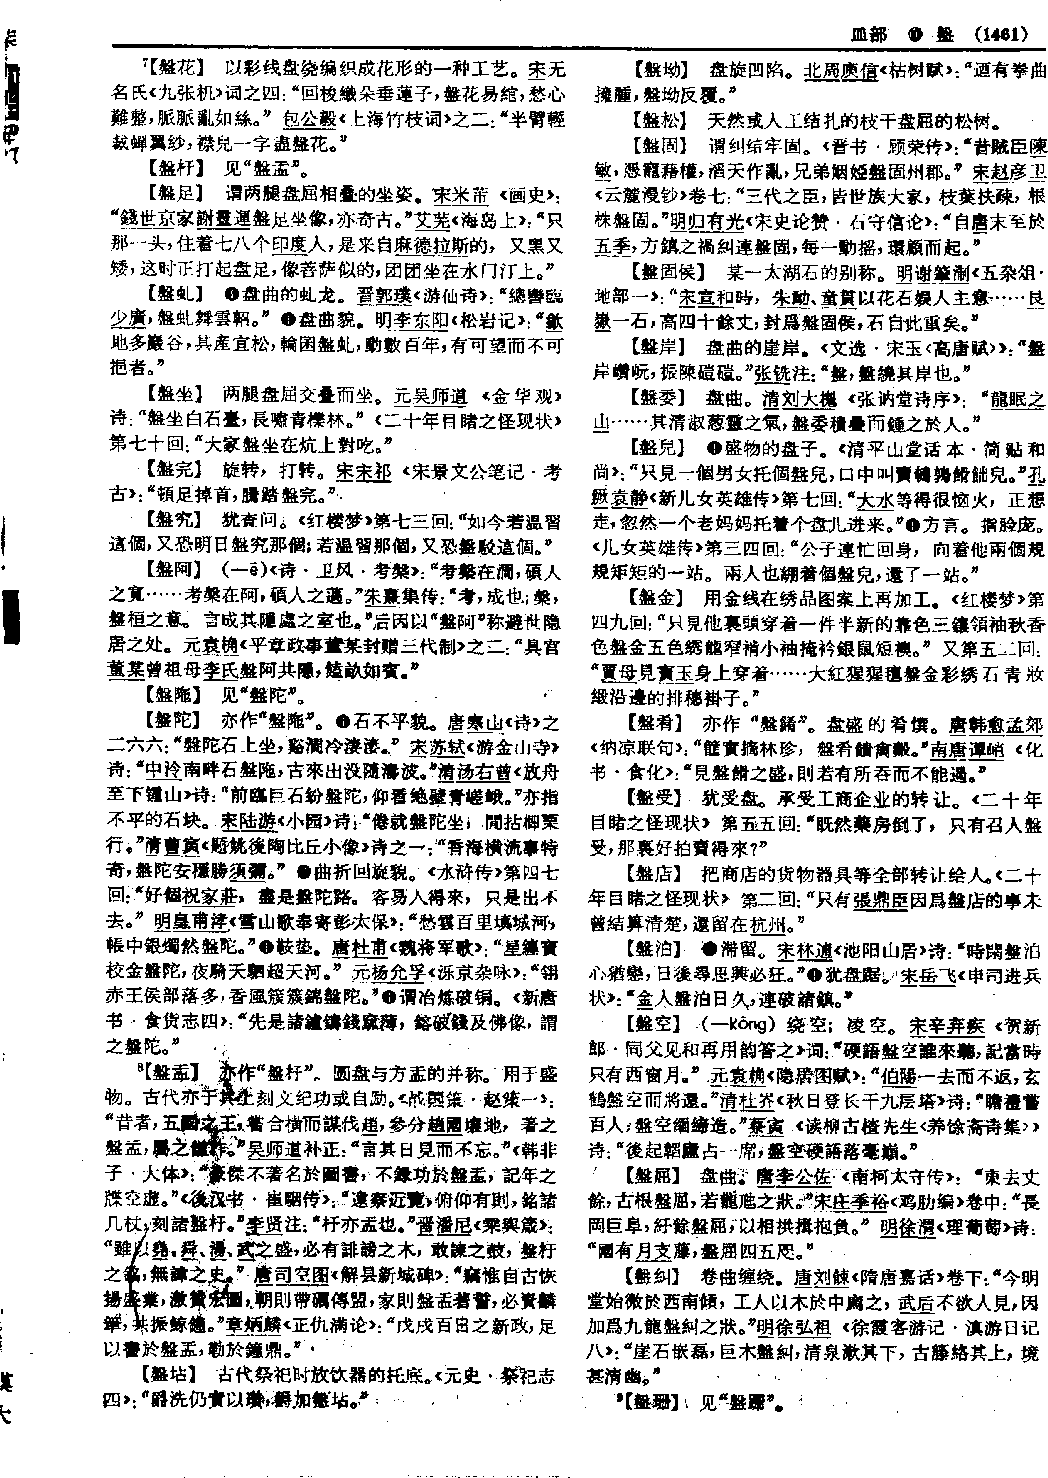 皿部 ⓫ 盤 (1461)
⁷【盤花】 以彩线盘绕编织成花形的一种工艺。宋无
名氏《九张机》词之四:“回梭織朵垂蓮子,盤花易綰,愁心
難整,脈脈亂如絲。” 包公毅《上海竹枝词》之二:“半臂輕
裁蟬翼紗,襟兒一字盡盤花。”
【盤杅】 见“盤盂”。
【盤足】 谓两腿盘屈相叠的坐姿。宋米芾《画史》:
“錢世京家謝靈運盤足坐像,亦奇古。”艾芜《海岛上》:“只
那一头,住着七八个印度人,是来自麻德拉斯的, 又黑又
矮,这时正打起盘足,像菩萨似的,团团坐在水门汀上。”
【盤虬】 ❶盘曲的虬龙。晋郭璞《游仙诗》:“總轡臨
少廣,盤虬舞雲軺。” ❷盘曲貌。明李东阳《松岩记》:“歙
地多巖谷,其產宜松,輪囷盤虬,動數百年,有可望而不可
挹者。”
【盤坐】 两腿盘屈交叠而坐。元吴师道《金华观》
诗:“盤坐白石臺,長嘯青櫟林。”《二十年目睹之怪现状》
第七十回:“大家盤坐在炕上對吃。”
【盤完】 旋转,打转。宋宋祁《宋景文公笔记·考
古》:“頓足掉首,騰踏盤完。”
【盤究】 犹查问。《红楼梦》第七三回:“如今若温習
這個,又恐明日盤究那個;若温習那個,又恐盤駁這個。”
【盤阿】 (—ē)《诗·卫风·考槃》:“考槃在澗,碩人
之寬……考槃在阿,碩人之薖。”朱熹集传:“考,成也;槃,
盤桓之意。 言成其隱處之室也。”后因以“盤阿”称避世隐
居之处。元袁桷《平章政事董某封赠三代制》之二:“具官
董某曾祖母李氏盤阿共隱,饁畝如賓。”
【盤陁】 见“盤陀”。
【盤陀】 亦作“盤陁”。❶石不平貌。唐寒山《诗》之
二六六:“盤陀石上坐,谿澗冷淒淒。” 宋苏轼《游金山寺》
诗:“中泠南畔石盤陁,古來出没隨濤波。”清汤右曾《放舟
至下锺山》诗:“前臨巨石紛盤陀,仰看绝壁青嵯峨。”亦指
不平的石块。宋陆游《小园》诗:“倦就盤陀坐, 閒拈楖栗
行。”清曹寅《题姚後陶比丘小像》诗之一:“香海横流事特
奇,盤陀安穩勝須彌。” ❷曲折回旋貌。《水浒传》第四七
回:“好個祝家莊, 盡是盤陀路。 容易入得來, 只是出不
去。” 明皇甫涍《雪山歌奉寄彭太保》:“愁雲百里填城河,
帳中銀燭然盤陀。”❸鞍垫。唐杜甫《魏将军歌》:“星纏寶
校金盤陀,夜騎天駟超天河。” 元杨允孚《滦京杂咏》:“錫
赤王侯部落多,香風簇簇錦盤陀。”❹谓冶炼破铜。《新唐
书·食货志四》:“先是諸鑪鑄錢窳薄, 鎔破錢及佛像,謂
之盤陀。”
⁸【盤盂】 亦作“盤杅”。圆盘与方盂的并称。用于盛
物。古代亦于其上刻文纪功或自励。《战国策·赵策一》:
“昔者,五國之王,嘗合横而謀伐趙,參分趙國壤地, 著之
盤盂,屬之讎柞。”吴师道补正:“言其日見而不忘。”《韩非
子·大体》:“豪傑不著名於圖書,不録功於盤盂,記年之
牒空虚。”《後汉书·崔駰传》:“遠察近覽,俯仰有則,銘諸
几杖,刻諸盤杅。”李贤注:“杅亦盂也。”晋潘尼《乘舆箴》:
“雖以堯、舜、湯、武之盛,必有誹謗之木, 敢諫之鼓, 盤杅
之銘,無諱之史。” 唐司空图《解县新城碑》:“竊惟自古恢
揚盛業,激贊宏圖,朝則帶礪傳盟,家則盤盂著誓,必資麟
筆,共振鯨鐘。”章炳麟《正仇满论》:“戊戌百日之新政,足
以書於盤盂,勒於鐘鼎。”
【盤坫】 古代祭祀时放饮器的托底。《元史·祭祀志
四》:“爵洗仍實以瓚,爵加盤坫。”
【盤坳】 盘旋凹陷。北周庾信《枯树赋》:“迺有拳曲
擁腫,盤坳反覆。”
【盤松】 天然或人工结扎的枝干盘屈的松树。
【盤固】 谓纠结牢固。《晋书·顾荣传》:“昔賊臣陳
敏,憑寵藉權,滔天作亂,兄弟姻婭盤固州郡。” 宋赵彦卫
《云麓漫钞》卷七:“三代之臣,皆世族大家,枝葉扶疎,根
株盤固。”明归有光《宋史论赞·石守信论》:“自唐末至於
五季,方鎮之禍糾連盤固,每一動摇,環顧而起。”
【盤固侯】 某一太湖石的别称。明谢肇淛《五杂俎·
地部一》:“宋宣和時, 朱勔、童貫以花石娱人主意……艮
嶽一石,高四十餘丈,封爲盤固侯,石自此重矣。”
【盤岸】 盘曲的崖岸。《文选·宋玉《高唐赋》》:“盤
岸巑岏,裖陳磑磑。”张铣注:“盤,盤繞其岸也。”
【盤委】 盘曲。清刘大櫆《张讷堂诗序》:“龍眠之
山……其清淑葱靈之氣,盤委積疊而鍾之於人。”
【盤兒】 ❶盛物的盘子。《清平山堂话本·简贴和
尚》:“只見一個男女托個盤兒,口中叫賣鵪鶉餶飿兒。”孔
厥袁静《新儿女英雄传》第七回:“大水等得很恼火, 正想
走,忽然一个老妈妈托着个盘儿进来。”❷方言。指脸庞。
《儿女英雄传》第三四回:“公子連忙回身, 向着他兩個規
規矩矩的一站。兩人也綳着個盤兒,還了一站。”
【盤金】 用金线在绣品图案上再加工。《红楼梦》第
四九回:“只見他裏頭穿着一件半新的靠色三鑲領袖秋香
色盤金五色绣龍窄褃小袖掩衿銀鼠短襖。” 又第五二回:
“賈母見寶玉身上穿着……大紅猩猩氈盤金彩绣石青妝
緞沿邊的排穗褂子。”
【盤肴】 亦作“盤餚”。盘盛的肴馔。唐韩愈孟郊
《纳凉联句》:“篚實摘林珍, 盤肴饋禽鷇。”南唐谭峭《化
书·食化》:“見盤餚之盛,則若有所吞而不能遏。”
【盤受】 犹受盘。承受工商企业的转让。《二十年
目睹之怪现状》第五五回:“既然藥房倒了, 只有召人盤
受,那裏好拍賣得來?”
【盤店】 把商店的货物器具等全部转让给人。《二十
年目睹之怪现状》第二回:“只有張鼎臣因爲盤店的事未
曾結算清楚,還留在杭州。”
【盤泊】 ❶滞留。宋林逋《池阳山居》诗:“時閑盤泊
心猶戀,日後尋思興必狂。”❷犹盘踞。宋岳飞《申司进兵
状》:“金人盤泊日久,連破諸鎮。”
【盤空】 (—kōng) 绕空;凌空。宋辛弃疾《贺新
郎·同父见和再用韵答之》词:“硬語盤空誰來聽,記當時
只有西窗月。” 元袁桷《隐居图赋》:“伯陽一去而不返,玄
鶴盤空而將還。”清杜岕《秋日登长干九层塔》诗:“瞻禮嘗
百人,盤空細締造。”蔡寅《读柳古楂先生《养馀斋诗集》》
诗:“後起韜廬占一席,盤空硬語落毫巔。”
【盤屈】 盘曲。唐李公佐《南柯太守传》:“東去丈
餘,古根盤屈,若龍虺之狀。”宋庄季裕《鸡肋编》卷中:“長
岡巨阜,紆餘盤屈,以相拱揖抱負。” 明徐渭《理葡萄》诗:
“國有月支藤,盤屈四五咫。”
【盤糾】 卷曲缠绕。唐刘餗《隋唐嘉话》卷下:“今明
堂始微於西南傾, 工人以木於中薦之, 武后不欲人見,因
加爲九龍盤糾之狀。”明徐弘祖《徐霞客游记·滇游日记
八》:“崖石嵌磊,巨木盤糾,清泉漱其下,古藤絡其上,境
甚清幽。”
⁹【盤珊】 见“盤跚”。